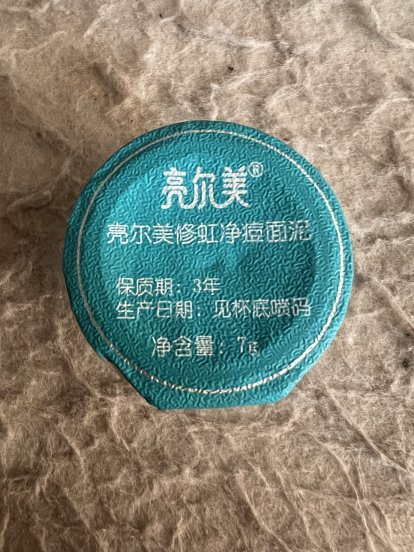 亮尔美®
亮尔美修虹净痘面泥
保质期：3年
生产日期：见杯底喷码
净含量：7g